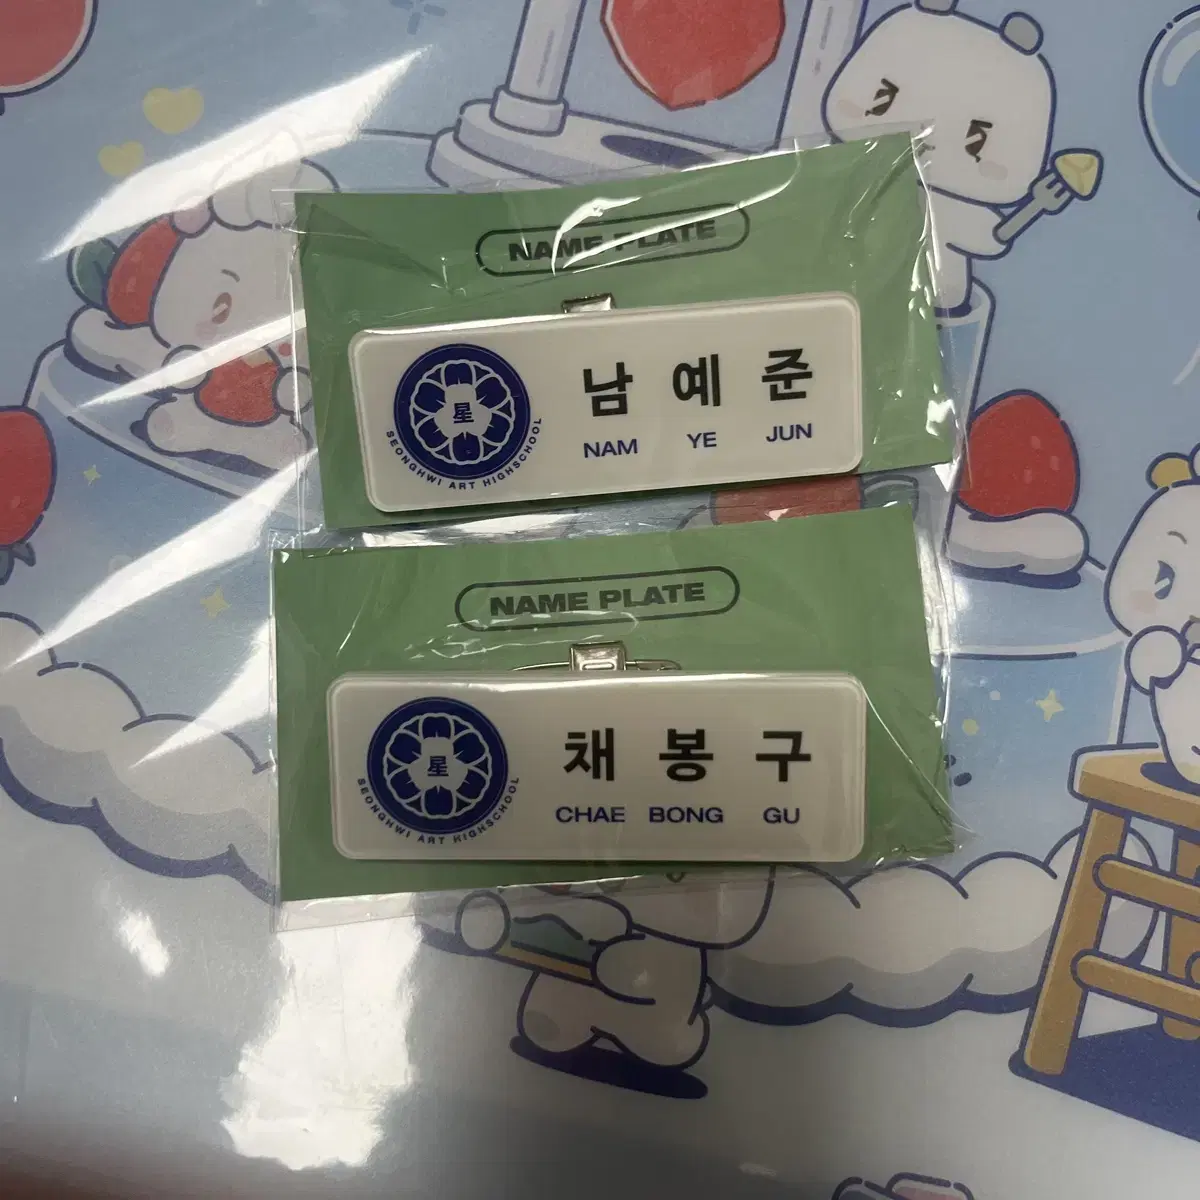 NAME PLATE
星
SEONGHWI ART HIGHSCHOOL
남 예 준
NAM YE JUN
NAME PLATE
星
SEONGHWI ART HIGHSCHOOL
채 봉 구
CHAE BONG GU